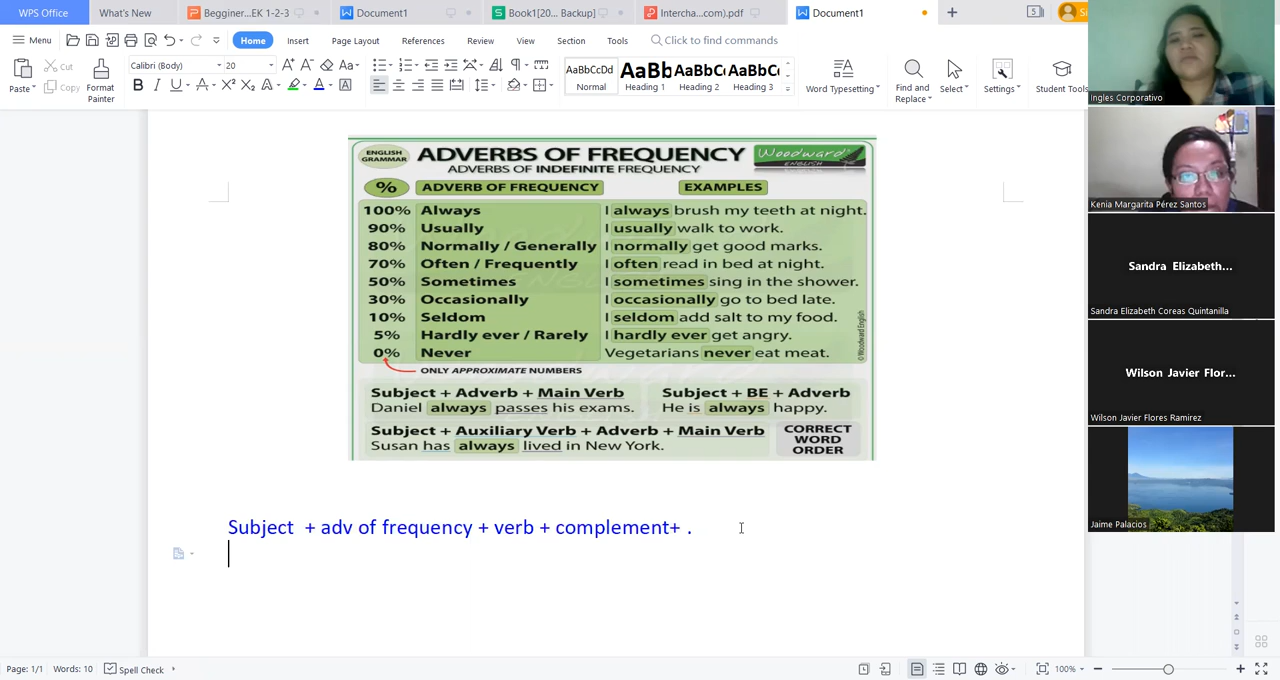 WPS Office What's New Begginer...EK 1-2-3 Document1 Book1[20... Backup] Intercha...com).pdf Document1
Menu Home Insert Page Layout References Review View Section Tools Click to find commands
Paste Cut Copy Format Painter Calibri (Body) 20 AaBbCcDd Normal AaBb Heading 1 AaBbC Heading 2 AaBbC Heading 3 Word Typesetting Find and Replace Select Settings Student Tools
ENGLISH GRAMMAR ADVERBS OF FREQUENCY Woodward ENGLISH
ADVERBS OF INDEFINITE FREQUENCY
% ADVERB OF FREQUENCY EXAMPLES
100% Always I always brush my teeth at night.
90% Usually I usually walk to work.
80% Normally / Generally I normally get good marks.
70% Often / Frequently I often read in bed at night.
50% Sometimes I sometimes sing in the shower.
30% Occasionally I occasionally go to bed late.
10% Seldom I seldom add salt to my food.
5% Hardly ever / Rarely I hardly ever get angry.
0% Never Vegetarians never eat meat.
© Woodward English
ONLY APPROXIMATE NUMBERS
Subject + Adverb + Main Verb Subject + BE + Adverb
Daniel always passes his exams. He is always happy.
Subject + Auxiliary Verb + Adverb + Main Verb
Susan has always lived in New York.
CORRECT WORD ORDER
Subject + adv of frequency + verb + complement+ .
Page: 1/1 Words: 10 Spell Check 100%
Ingles Corporativo
Kenia Margarita Pérez Santos
Sandra Elizabeth...
Sandra Elizabeth Coreas Quintanilla
Wilson Javier Flor...
Wilson Javier Flores Ramirez
Jaime Palacios